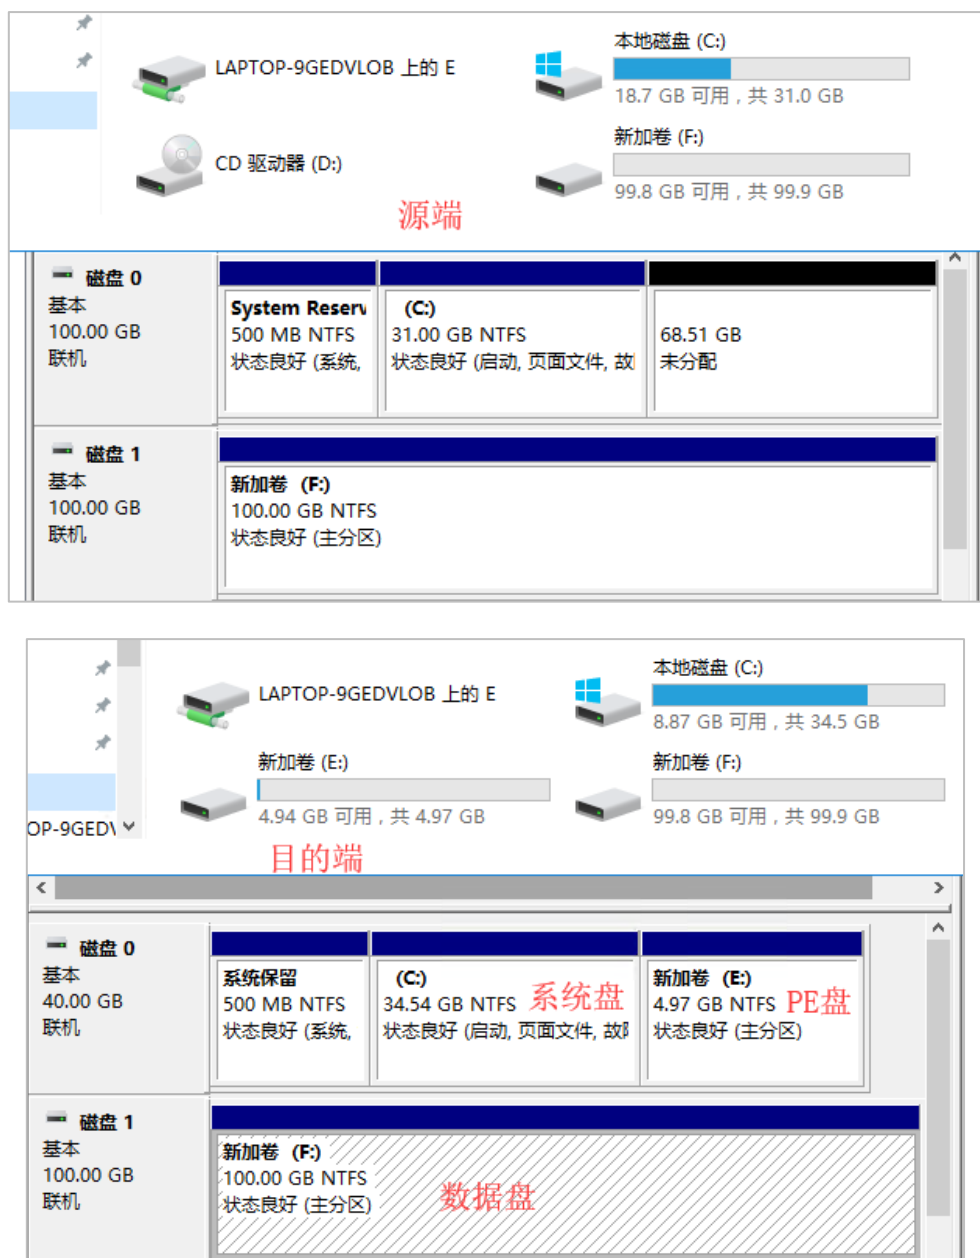 本地磁盘 (C:)
LAPTOP-9GEDVLOB 上的 E
18.7 GB 可用，共 31.0 GB
新加卷 (F:)
CD 驱动器 (D:)
99.8 GB 可用，共 99.9 GB
源端
磁盘 0
基本
100.00 GB
联机
System Reserv
500 MB NTFS
状态良好 (系统,
(C:)
31.00 GB NTFS
状态良好 (启动, 页面文件, 故
68.51 GB
未分配
磁盘 1
基本
100.00 GB
联机
新加卷 (F:)
100.00 GB NTFS
状态良好 (主分区)
本地磁盘 (C:)
LAPTOP-9GEDVLOB 上的 E
8.87 GB 可用，共 34.5 GB
新加卷 (E:)
新加卷 (F:)
4.94 GB 可用，共 4.97 GB
99.8 GB 可用，共 99.9 GB
OP-9GEDV
目的端
磁盘 0
基本
40.00 GB
联机
系统保留
500 MB NTFS
状态良好 (系统,
(C:)
34.54 GB NTFS 系统盘
状态良好 (启动, 页面文件, 故障
新加卷 (E:)
4.97 GB NTFS PE盘
状态良好 (主分区)
磁盘 1
基本
100.00 GB
联机
新加卷 (F:)
100.00 GB NTFS
状态良好 (主分区)
数据盘